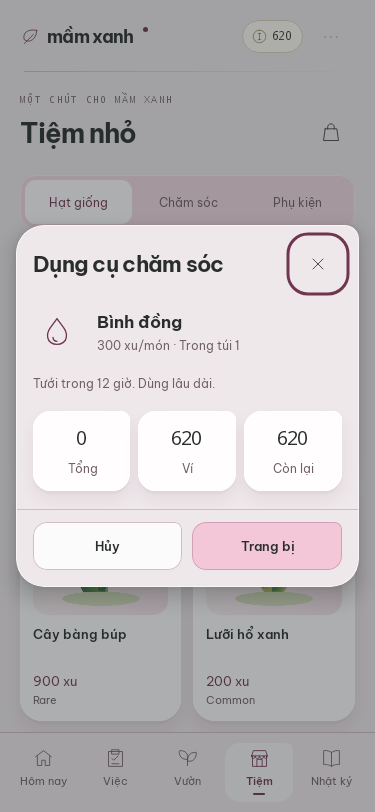 mầm xanh
620
MỘT CHÚT CHO MẦM XANH
Tiệm nhỏ
Hạt giống
Chăm sóc
Phụ kiện
Dụng cụ chăm sóc
Bình đồng
300 xu/món · Trong túi 1
Tưới trong 12 giờ. Dùng lâu dài.
0
620
620
Tổng
Ví
Còn lại
Hủy
Trang bị
Cây bàng búp
Lưỡi hổ xanh
900 xu
200 xu
Rare
Common
Hôm nay
Việc
Vườn
Tiệm
Nhật ký